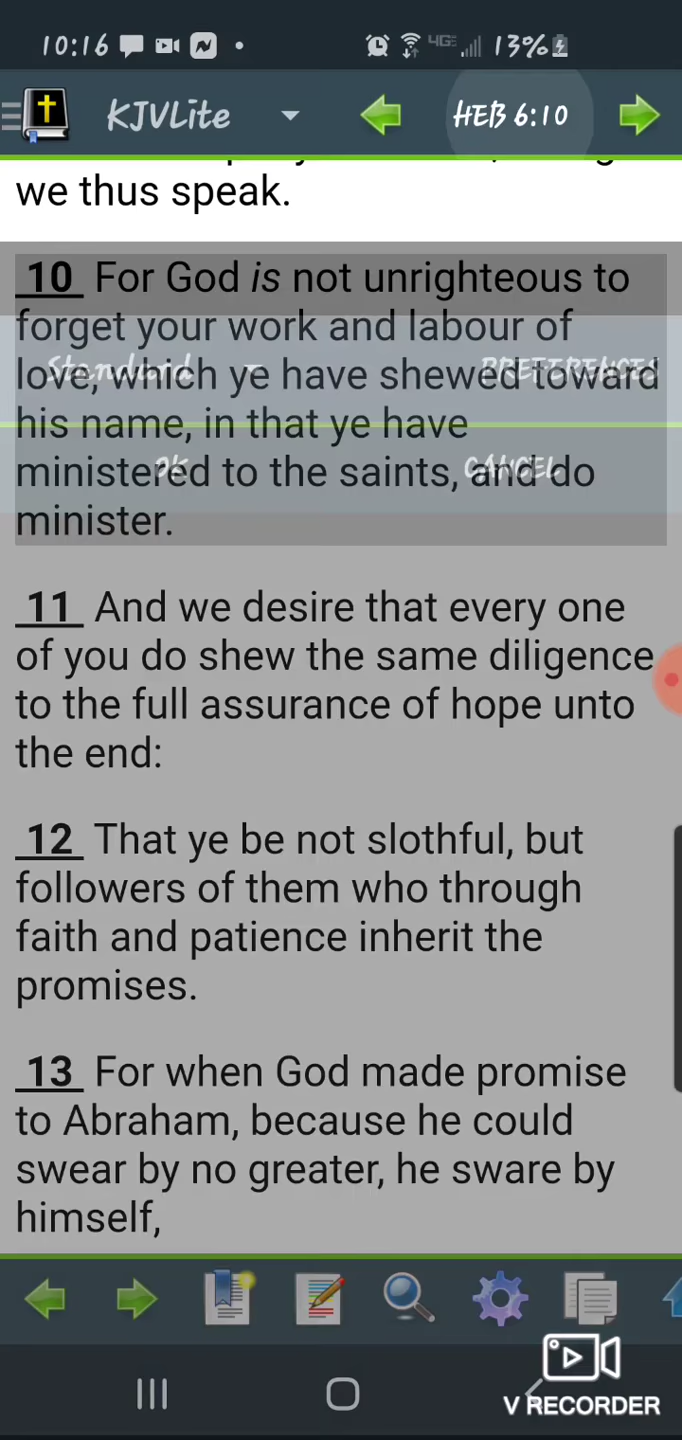 10:16 4GE 13%
KJVLite HEB 6:10
we thus speak.
10 For God is not unrighteous to
forget your work and labour of
Standard PREFERENCES
love, which ye have shewed toward
his name, in that ye have
OK CANCEL
ministered to the saints, and do
minister.
11 And we desire that every one
of you do shew the same diligence
to the full assurance of hope unto
the end:
12 That ye be not slothful, but
followers of them who through
faith and patience inherit the
promises.
13 For when God made promise
to Abraham, because he could
swear by no greater, he sware by
himself,
V RECORDER